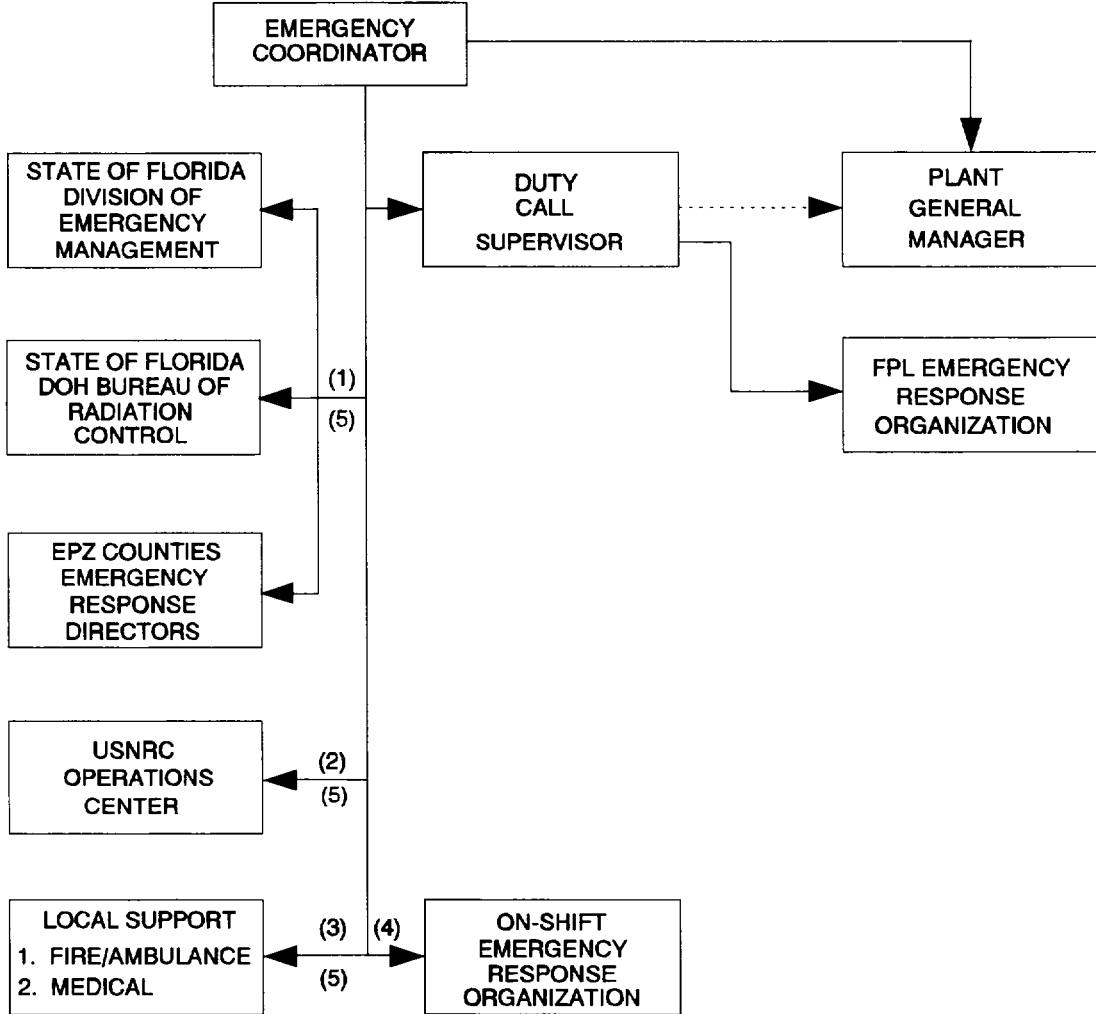 EMERGENCY
COORDINATOR
STATE OF FLORIDA
DIVISION OF
EMERGENCY
MANAGEMENT
DUTY
CALL
SUPERVISOR
PLANT
GENERAL
MANAGER
STATE OF FLORIDA
DOH BUREAU OF
RADIATION
CONTROL
(1)
(5)
FPL EMERGENCY
RESPONSE
ORGANIZATION
EPZ COUNTIES
EMERGENCY
RESPONSE
DIRECTORS
USNRC
OPERATIONS
CENTER
(2)
(5)
LOCAL SUPPORT
1. FIRE/AMBULANCE
2. MEDICAL
(3)
(5)
(4)
ON-SHIFT
EMERGENCY
RESPONSE
ORGANIZATION